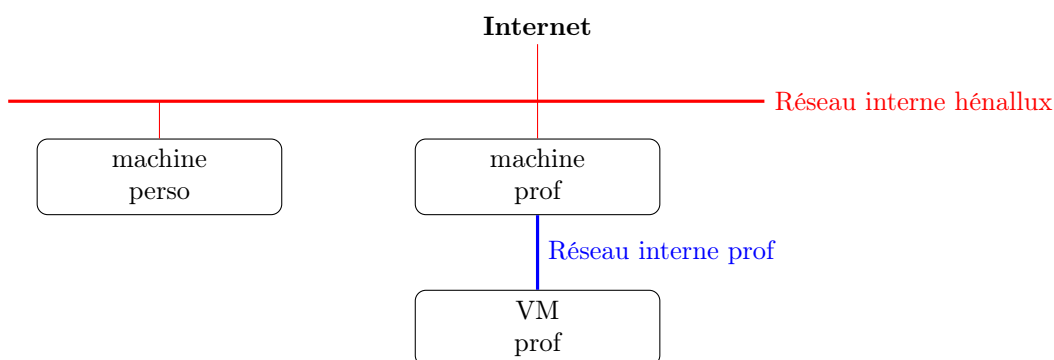 Internet
Réseau interne hénallux
machine
perso
machine
prof
Réseau interne prof
VM
prof